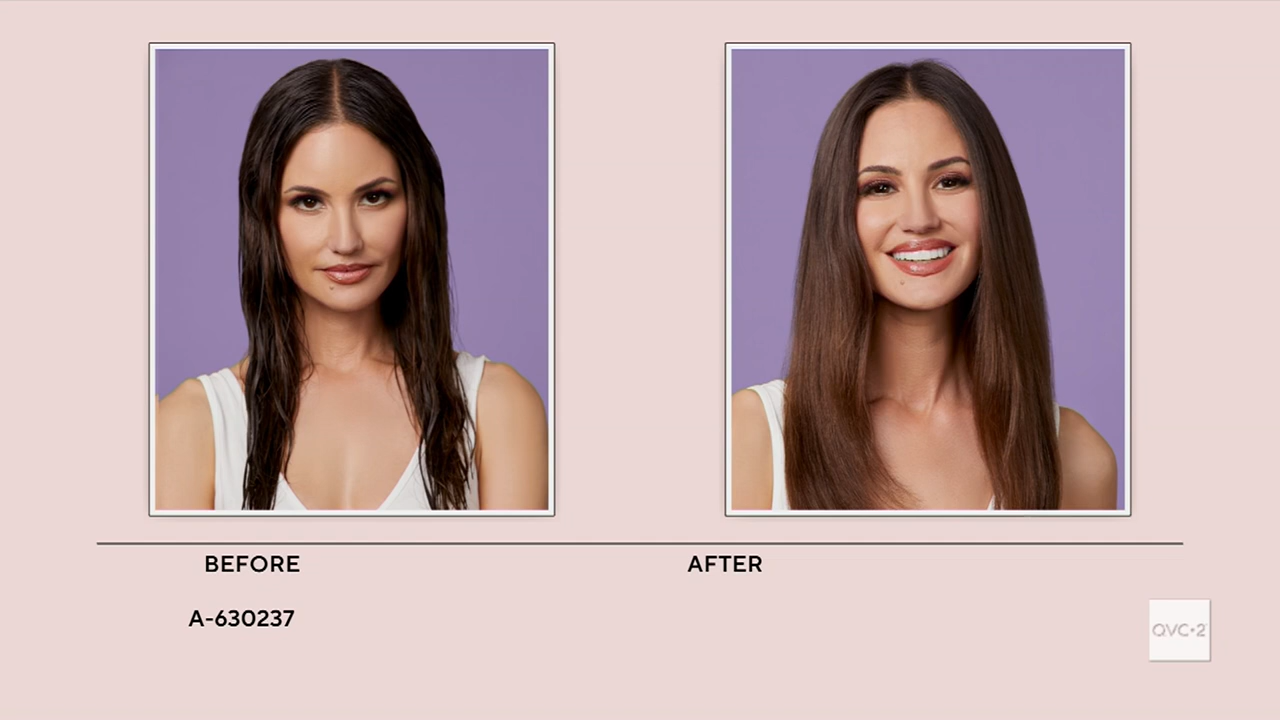 BEFORE
AFTER
A-630237
QVC•2